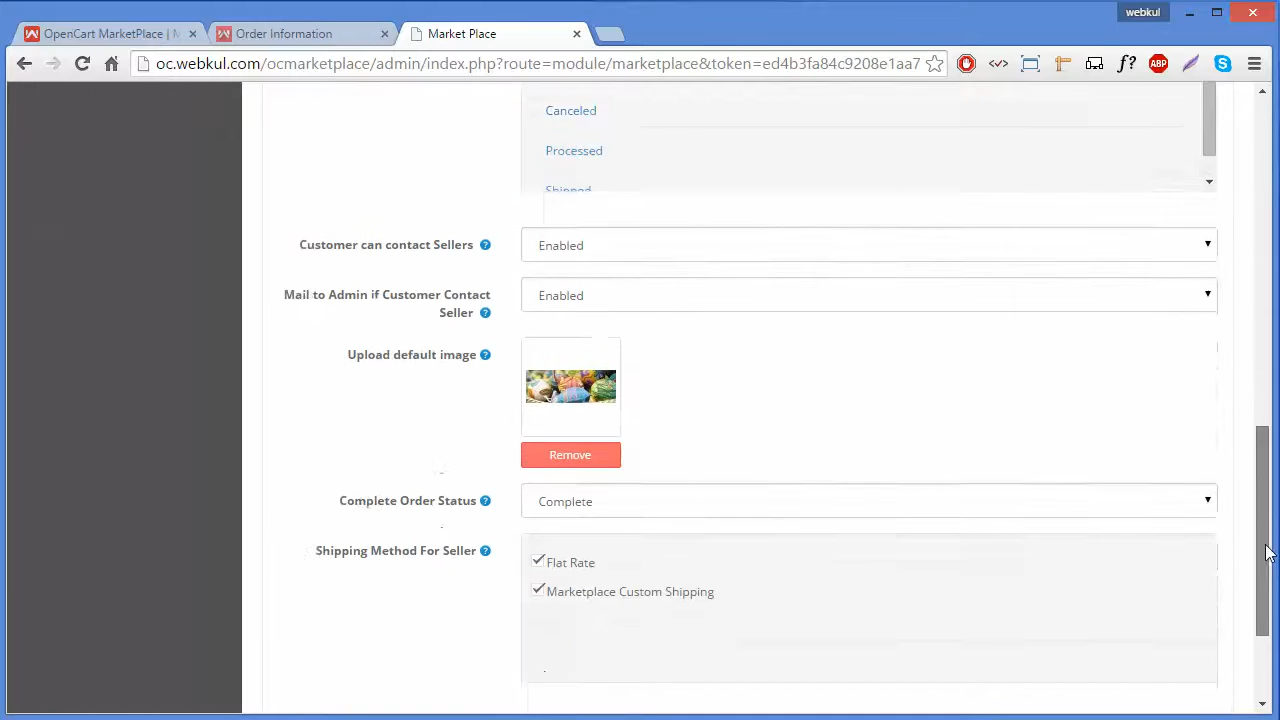 webkul
OpenCart MarketPlace | M
Order Information
Market Place
oc.webkul.com/ocmarketplace/admin/index.php?route=module/marketplace&token=ed4b3fa84c9208e1aa7
f?
ABP
Canceled
Processed
Shipped
Customer can contact Sellers
Enabled
Mail to Admin if Customer Contact
Seller
Enabled
Upload default image
Remove
Complete Order Status
Complete
Shipping Method For Seller
Flat Rate
Marketplace Custom Shipping